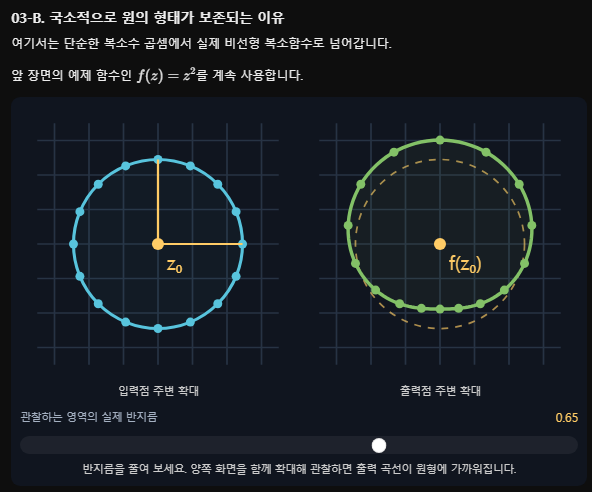 03-B. 국소적으로 원의 형태가 보존되는 이유
여기서는 단순한 복소수 곱셈에서 실제 비선형 복소함수로 넘어갑니다.
앞 장면의 예제 함수인 f(z) = z²를 계속 사용합니다.
z₀
f(z₀)
입력점 주변 확대
출력점 주변 확대
관찰하는 영역의 실제 반지름
0.65
반지름을 줄여 보세요. 양쪽 화면을 함께 확대해 관찰하면 출력 곡선이 원형에 가까워집니다.